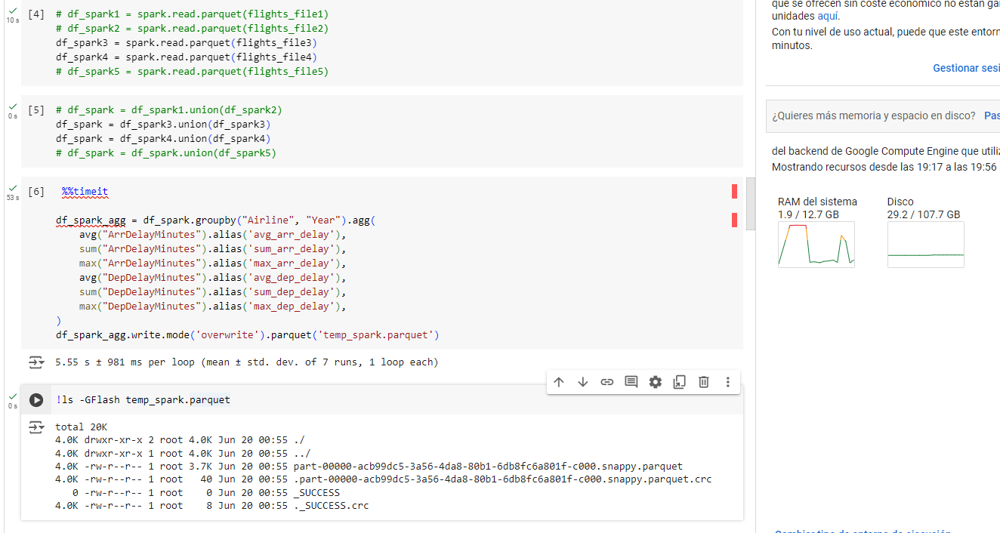 [4] # df_spark1 = spark.read.parquet(flights_file1)
10 s
# df_spark2 = spark.read.parquet(flights_file2)
df_spark3 = spark.read.parquet(flights_file3)
df_spark4 = spark.read.parquet(flights_file4)
# df_spark5 = spark.read.parquet(flights_file5)
[5] # df_spark = df_spark1.union(df_spark2)
0 s
df_spark = df_spark3.union(df_spark3)
df_spark = df_spark4.union(df_spark4)
# df_spark = df_spark.union(df_spark5)
[6] %%timeit
53 s
df_spark_agg = df_spark.groupby("Airline", "Year").agg(
avg("ArrDelayMinutes").alias('avg_arr_delay'),
sum("ArrDelayMinutes").alias('sum_arr_delay'),
max("ArrDelayMinutes").alias('max_arr_delay'),
avg("DepDelayMinutes").alias('avg_dep_delay'),
sum("DepDelayMinutes").alias('sum_dep_delay'),
max("DepDelayMinutes").alias('max_dep_delay'),
)
df_spark_agg.write.mode('overwrite').parquet('temp_spark.parquet')
5.55 s ± 981 ms per loop (mean ± std. dev. of 7 runs, 1 loop each)
!ls -GFlash temp_spark.parquet
0 s
total 20K
4.0K drwxr-xr-x 2 root 4.0K Jun 20 00:55 ./
4.0K drwxr-xr-x 1 root 4.0K Jun 20 00:55 ../
4.0K -rw-r--r-- 1 root 3.7K Jun 20 00:55 part-00000-acb99dc5-3a56-4da8-80b1-6db8fc6a801f-c000.snappy.parquet
4.0K -rw-r--r-- 1 root   40 Jun 20 00:55 .part-00000-acb99dc5-3a56-4da8-80b1-6db8fc6a801f-c000.snappy.parquet.crc
0 -rw-r--r-- 1 root    0 Jun 20 00:55 _SUCCESS
4.0K -rw-r--r-- 1 root    8 Jun 20 00:55 ._SUCCESS.crc
que se ofrecen sin coste económico no están ga
unidades aquí.
Con tu nivel de uso actual, puede que este entorn
minutos.
Gestionar sesi
¿Quieres más memoria y espacio en disco? Pas
del backend de Google Compute Engine que utiliz
Mostrando recursos desde las 19:17 a las 19:56
RAM del sistema
1.9 / 12.7 GB
Disco
29.2 / 107.7 GB
Cambiar tipo de entorno de ejecución